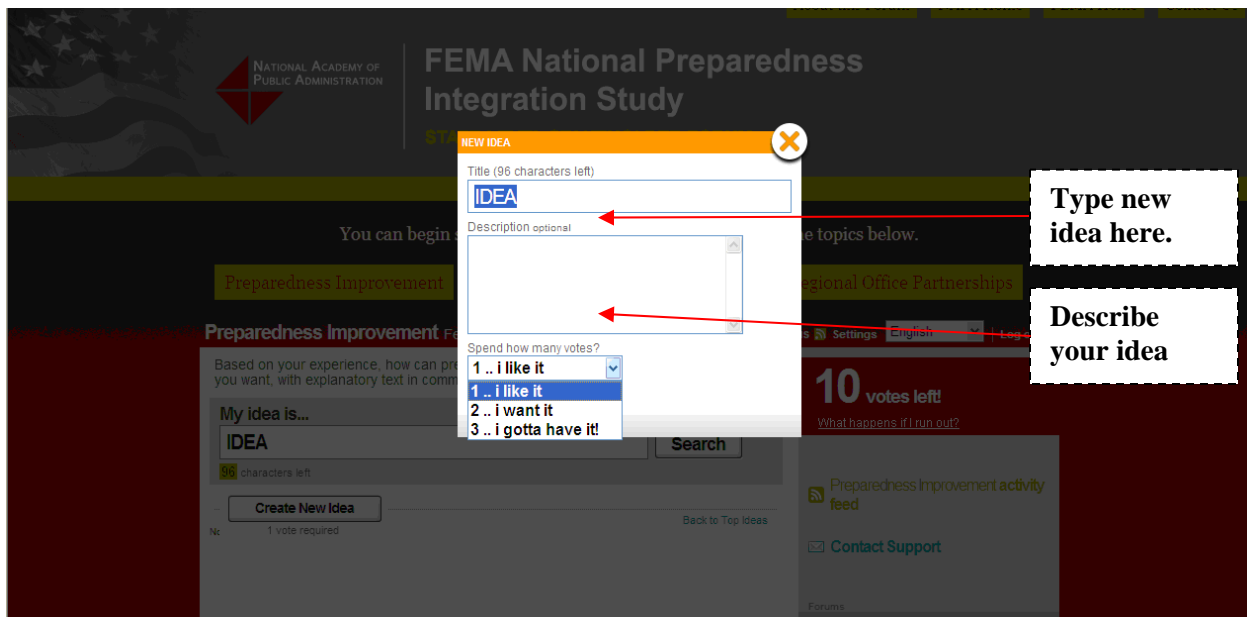 NATIONAL ACADEMY OF
PUBLIC ADMINISTRATION
FEMA National Preparedness
Integration Study
STA
NEW IDEA
Title (96 characters left)
IDEA
Type new
idea here.
Description optional
You can begin s
e topics below.
Preparedness Improvement
egional Office Partnerships
Describe
your idea
Preparedness Improvement Fe
s Settings English | Log o
Spend how many votes?
1 .. i like it
1 .. i like it
2 .. i want it
3 .. i gotta have it!
Based on your experience, how can pre
you want, with explanatory text in comm
10 votes left!
What happens if I run out?
My idea is...
IDEA
Search
96 characters left
Create New Idea
1 vote required
Back to Top Ideas
Preparedness Improvement activity
feed
Contact Support
Forums